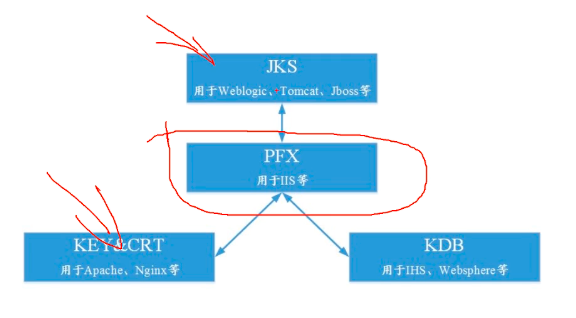 JKS
用于Weblogic、Tomcat、Jboss等
PFX
用于IIS等
KEY&CRT
用于Apache、Nginx等
KDB
用于IHS、Websphere等